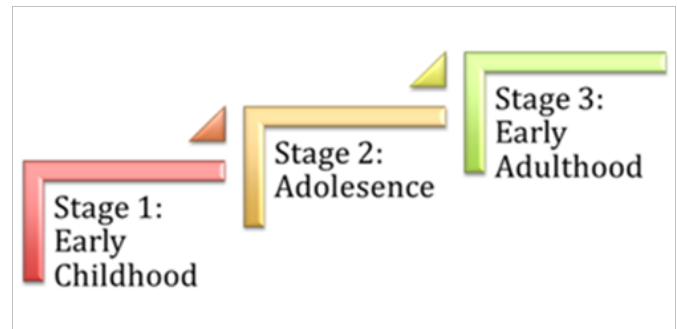 Stage 1:
Early
Childhood
Stage 2:
Adolesence
Stage 3:
Early
Adulthood